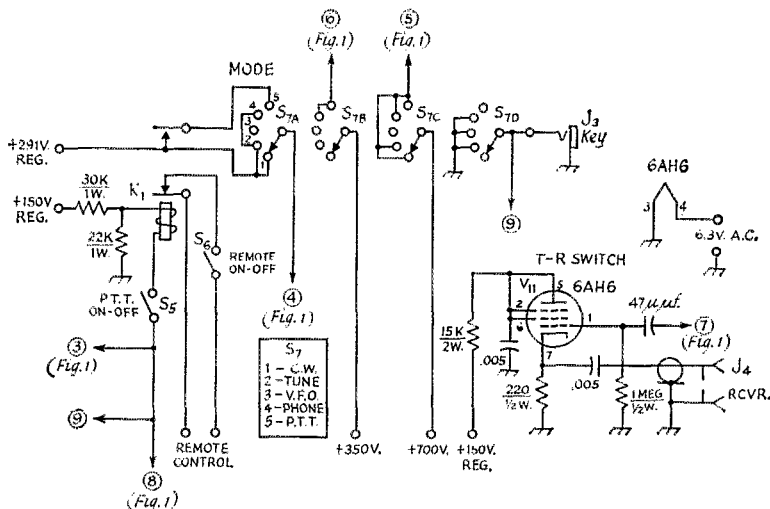 ⑥
(Fig.1)
⑤
(Fig.1)
MODE
5
4
3
2
1
S7A
S7B
S7C
S7D
J3
Key
+291V.
REG.
6AH6
3
4
6.3V. A.C.
30K
1W.
+150V
REG.
K1
22K
1W.
S6
REMOTE
ON-OFF
⑨
P.T.T.
ON-OFF
S5
④
(Fig.1)
T-R SWITCH
V11
6AH6
5
2
6
1
7
47μμf.
⑦
(Fig.1)
15K
2W.
.005
③
(Fig.1)
S7
1 - C.W.
2 - TUNE
3 - V.F.O.
4 - PHONE
5 - P.T.T.
.005
J4
220
½W.
1 MEG
½W.
RCVR.
⑨
REMOTE
CONTROL
+350V.
+700V.
+150V.
REG.
⑧
(Fig.1)